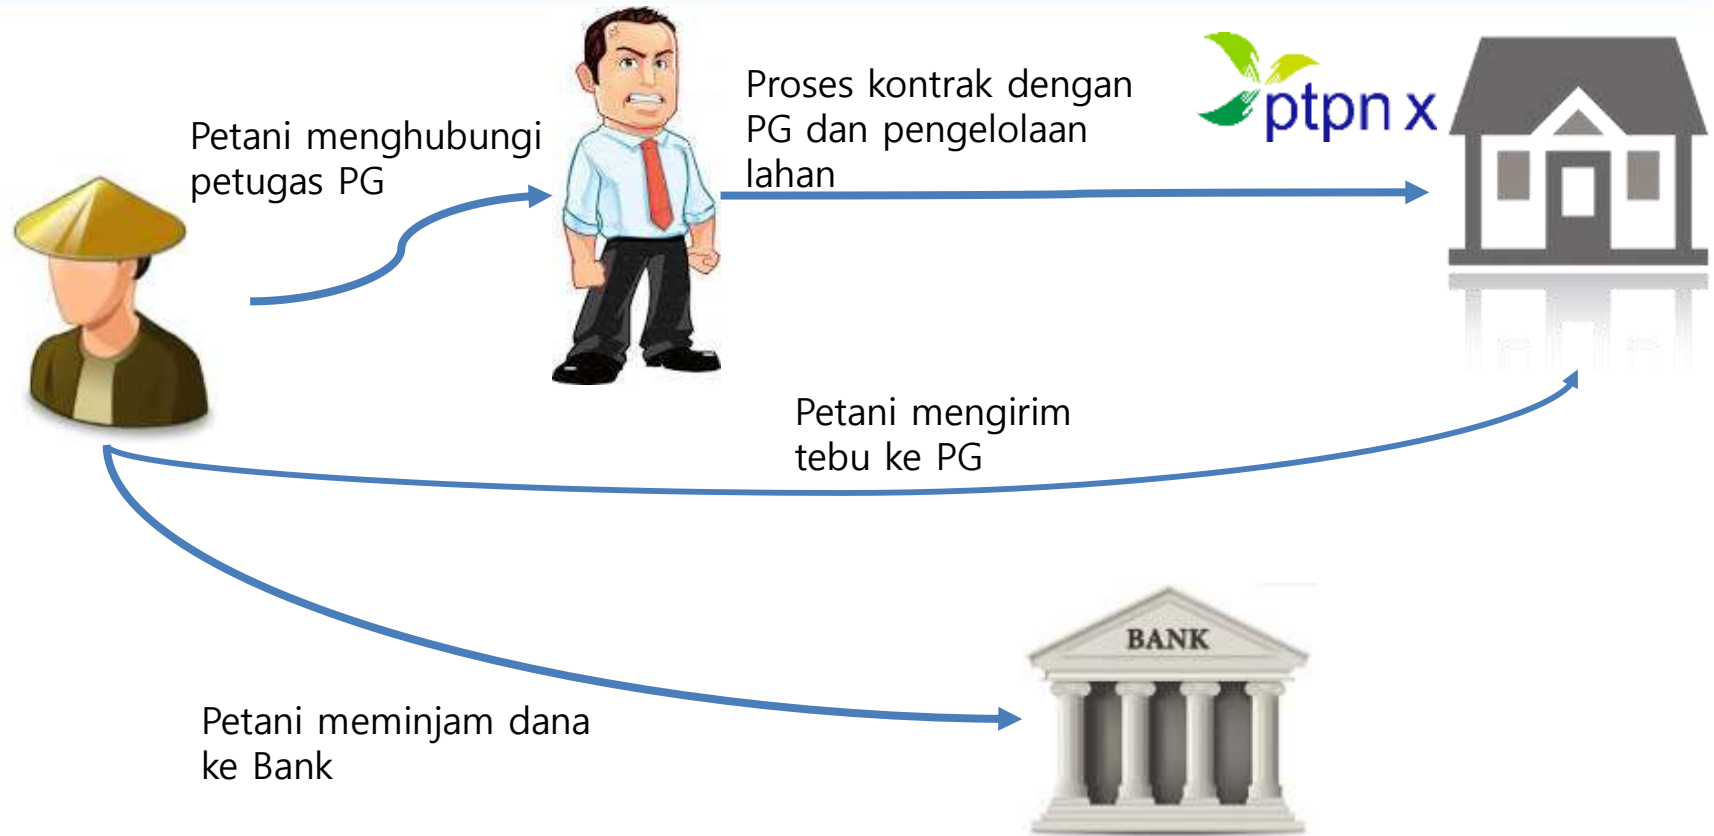 Petani menghubungi
petugas PG
Proses kontrak dengan
PG dan pengelolaan
lahan
ptpn x
Petani mengirim
tebu ke PG
BANK
Petani meminjam dana
ke Bank